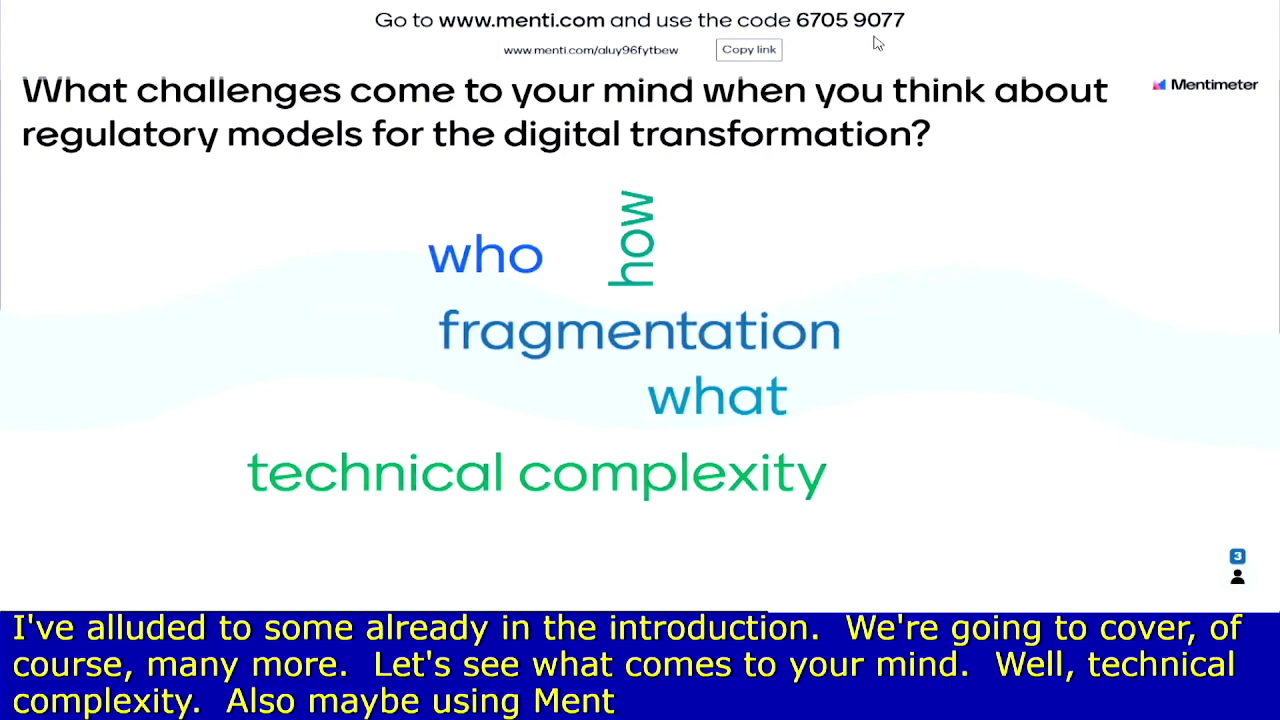 Go to www.menti.com and use the code 6705 9077
www.menti.com/aluy96fytbew Copy link
What challenges come to your mind when you think about
regulatory models for the digital transformation?
Mentimeter
how
who
fragmentation
what
technical complexity
3
I've alluded to some already in the introduction. We're going to cover, of
course, many more. Let's see what comes to your mind. Well, technical
complexity. Also maybe using Ment